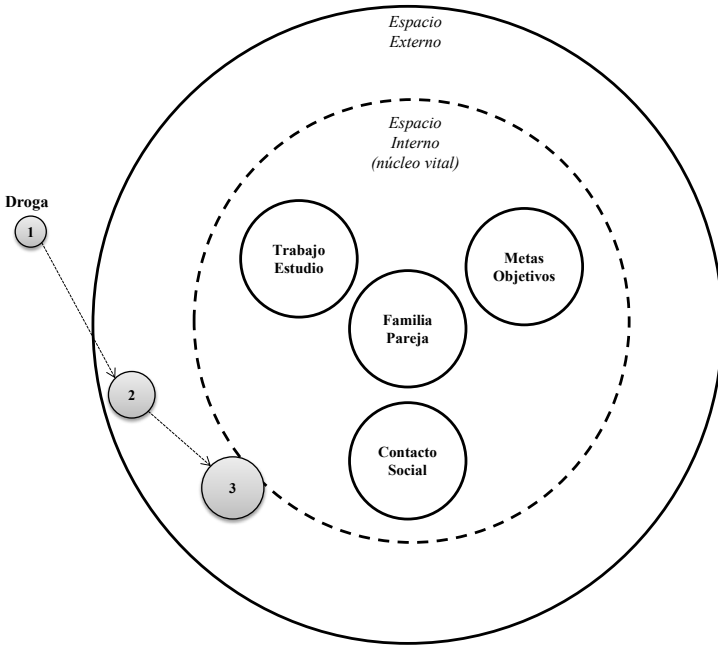 Espacio
Externo
Espacio
Interno
(núcleo vital)
Droga
1
Trabajo
Estudio
Metas
Objetivos
Familia
Pareja
2
Contacto
Social
3